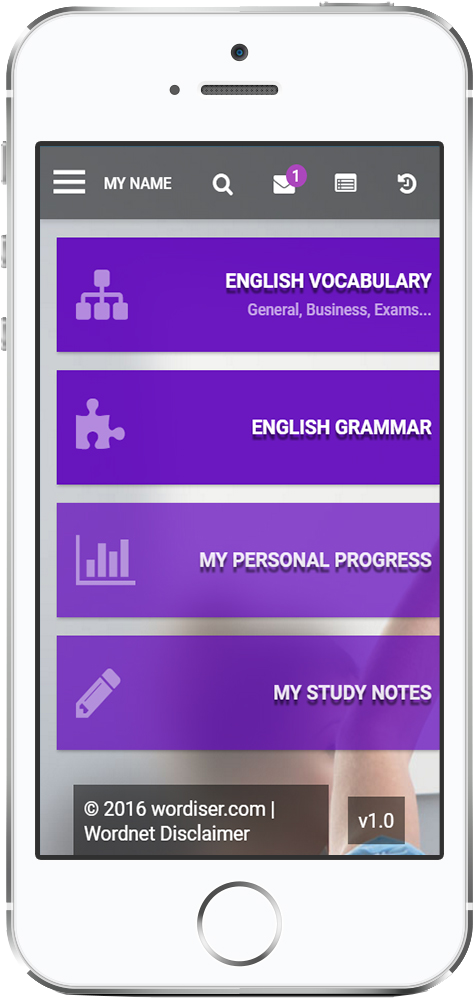 MY NAME
1
ENGLISH VOCABULARY
General, Business, Exams...
ENGLISH GRAMMAR
MY PERSONAL PROGRESS
MY STUDY NOTES
© 2016 wordiser.com |
Wordnet Disclaimer
v1.0